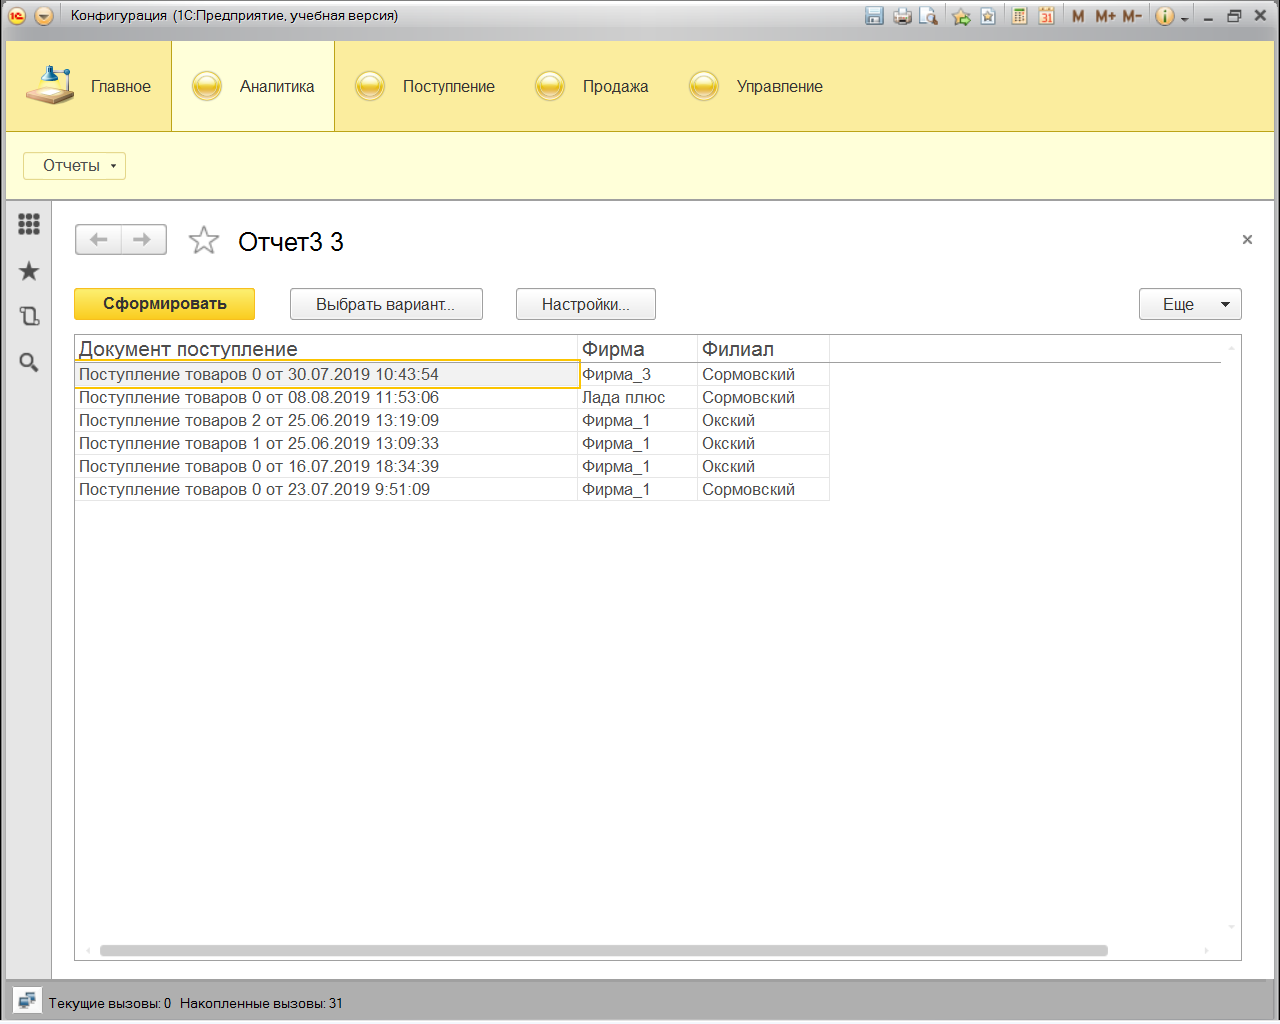 Конфигурация (1С:Предприятие, учебная версия)
31 M M+ M-
Главное Аналитика Поступление Продажа Управление
Отчеты
Отчет3 3
Сформировать Выбрать вариант... Настройки... Еще
Документ поступление Фирма Филиал
Поступление товаров 0 от 30.07.2019 10:43:54 Фирма_3 Сормовский
Поступление товаров 0 от 08.08.2019 11:53:06 Лада плюс Сормовский
Поступление товаров 2 от 25.06.2019 13:19:09 Фирма_1 Окский
Поступление товаров 1 от 25.06.2019 13:09:33 Фирма_1 Окский
Поступление товаров 0 от 16.07.2019 18:34:39 Фирма_1 Окский
Поступление товаров 0 от 23.07.2019 9:51:09 Фирма_1 Сормовский
Текущие вызовы: 0 Накопленные вызовы: 31